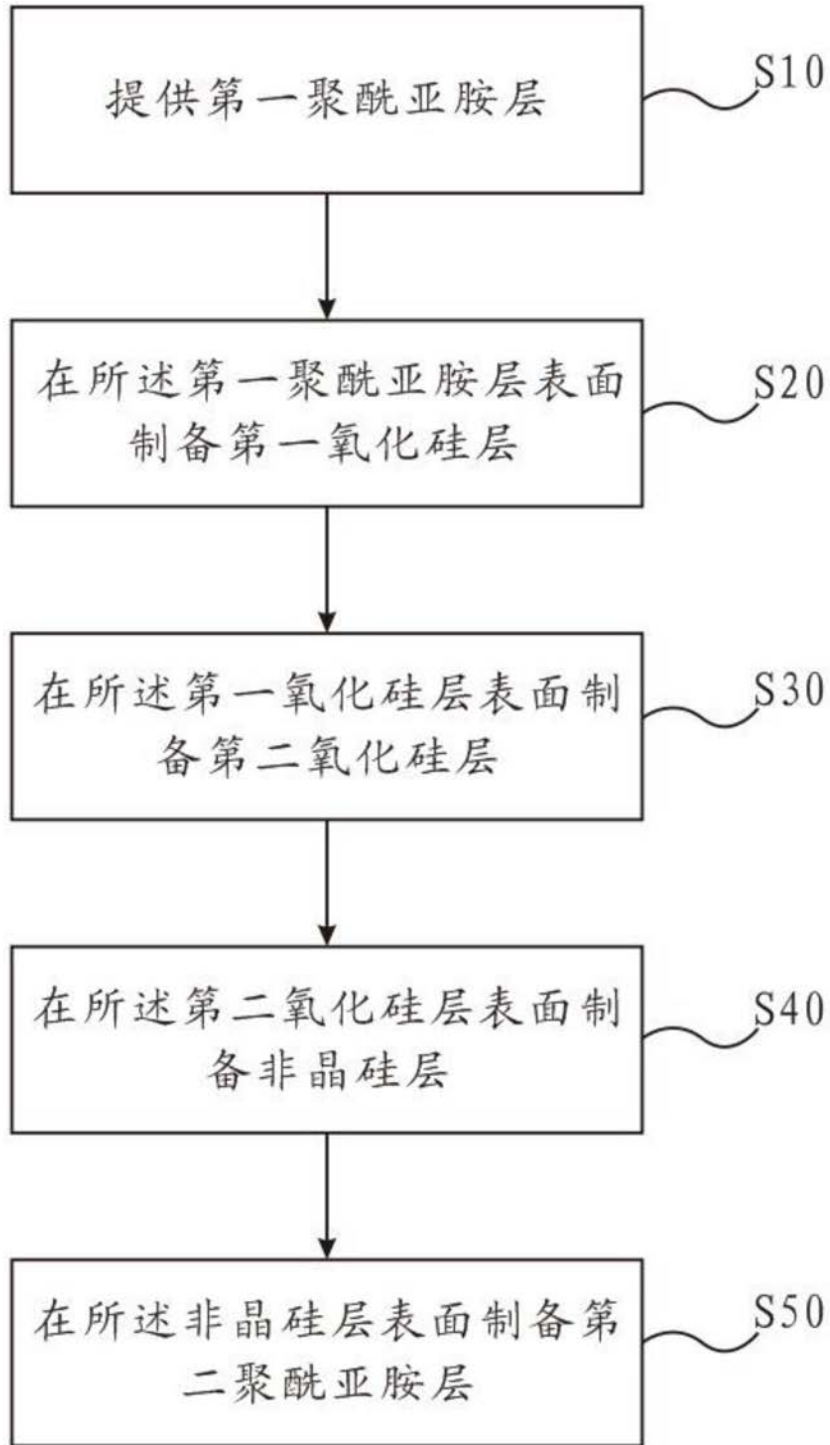 提供第一聚酰亚胺层
S10
在所述第一聚酰亚胺层表面
制备第一氧化硅层
S20
在所述第一氧化硅层表面制
备第二氧化硅层
S30
在所述第二氧化硅层表面制
备非晶硅层
S40
在所述非晶硅层表面制备第
二聚酰亚胺层
S50